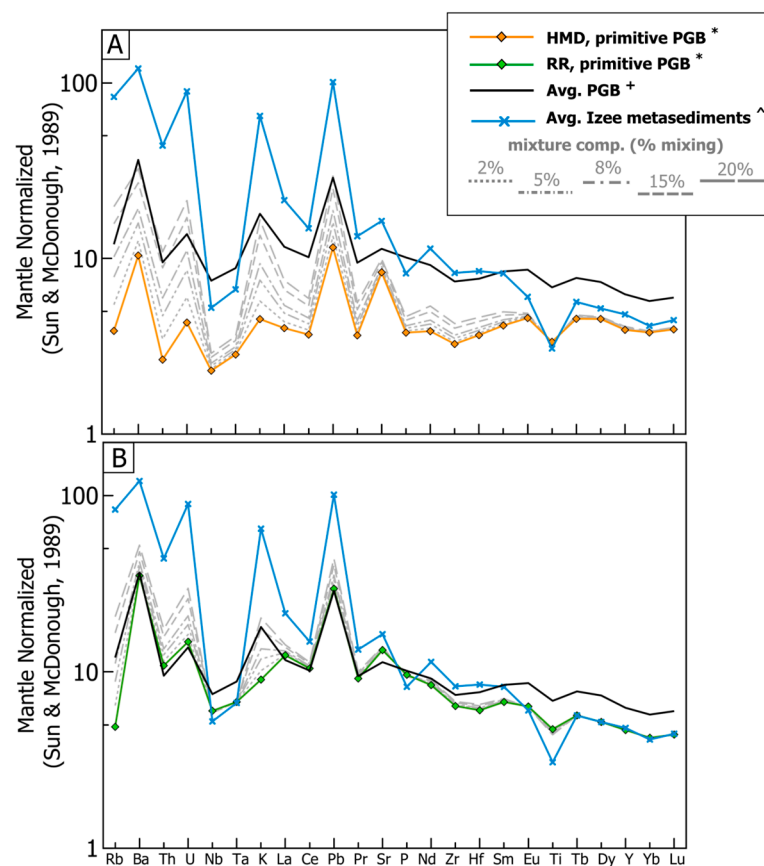 A
HMD, primitive PGB *
RR, primitive PGB *
Avg. PGB +
Avg. Izee metasediments ^
mixture comp. (% mixing)
2% 5% 8% 15% 20%
100
10
1
Mantle Normalized
(Sun & McDonough, 1989)
B
100
10
1
Mantle Normalized
(Sun & McDonough, 1989)
Rb Ba Th U Nb Ta K La Ce Pb Pr Sr P Nd Zr Hf Sm Eu Ti Tb Dy Y Yb Lu